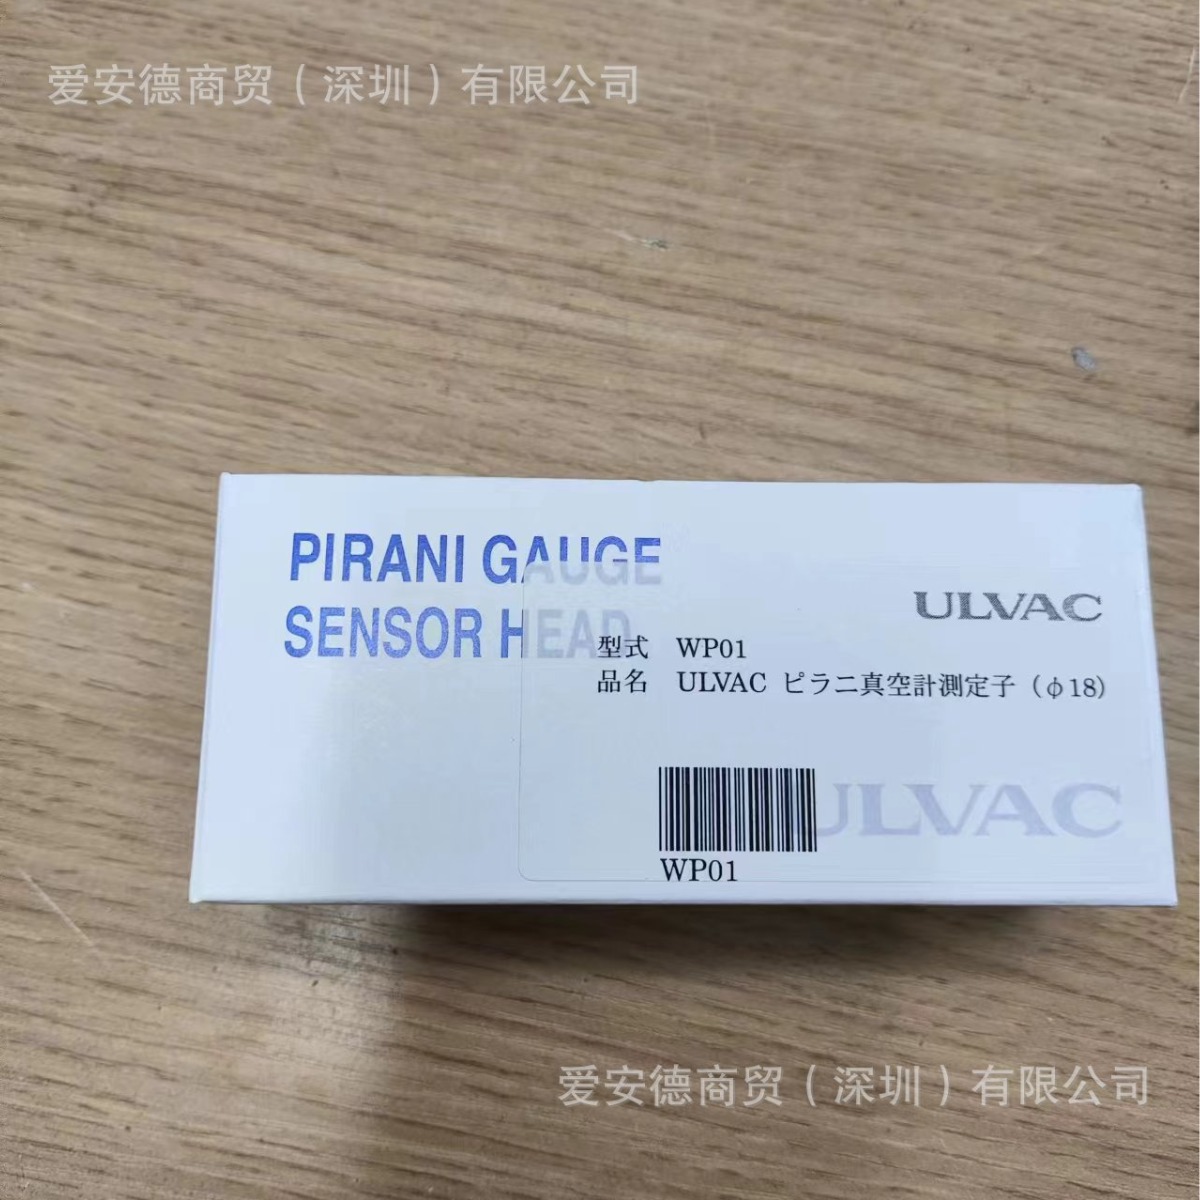 爱安德商贸（深圳）有限公司
PIRANI GAUGE
SENSOR HEAD
ULVAC
型式 WP01
品名 ULVAC ピラニ真空計測定子（φ18）
ULVAC
WP01
爱安德商贸（深圳）有限公司